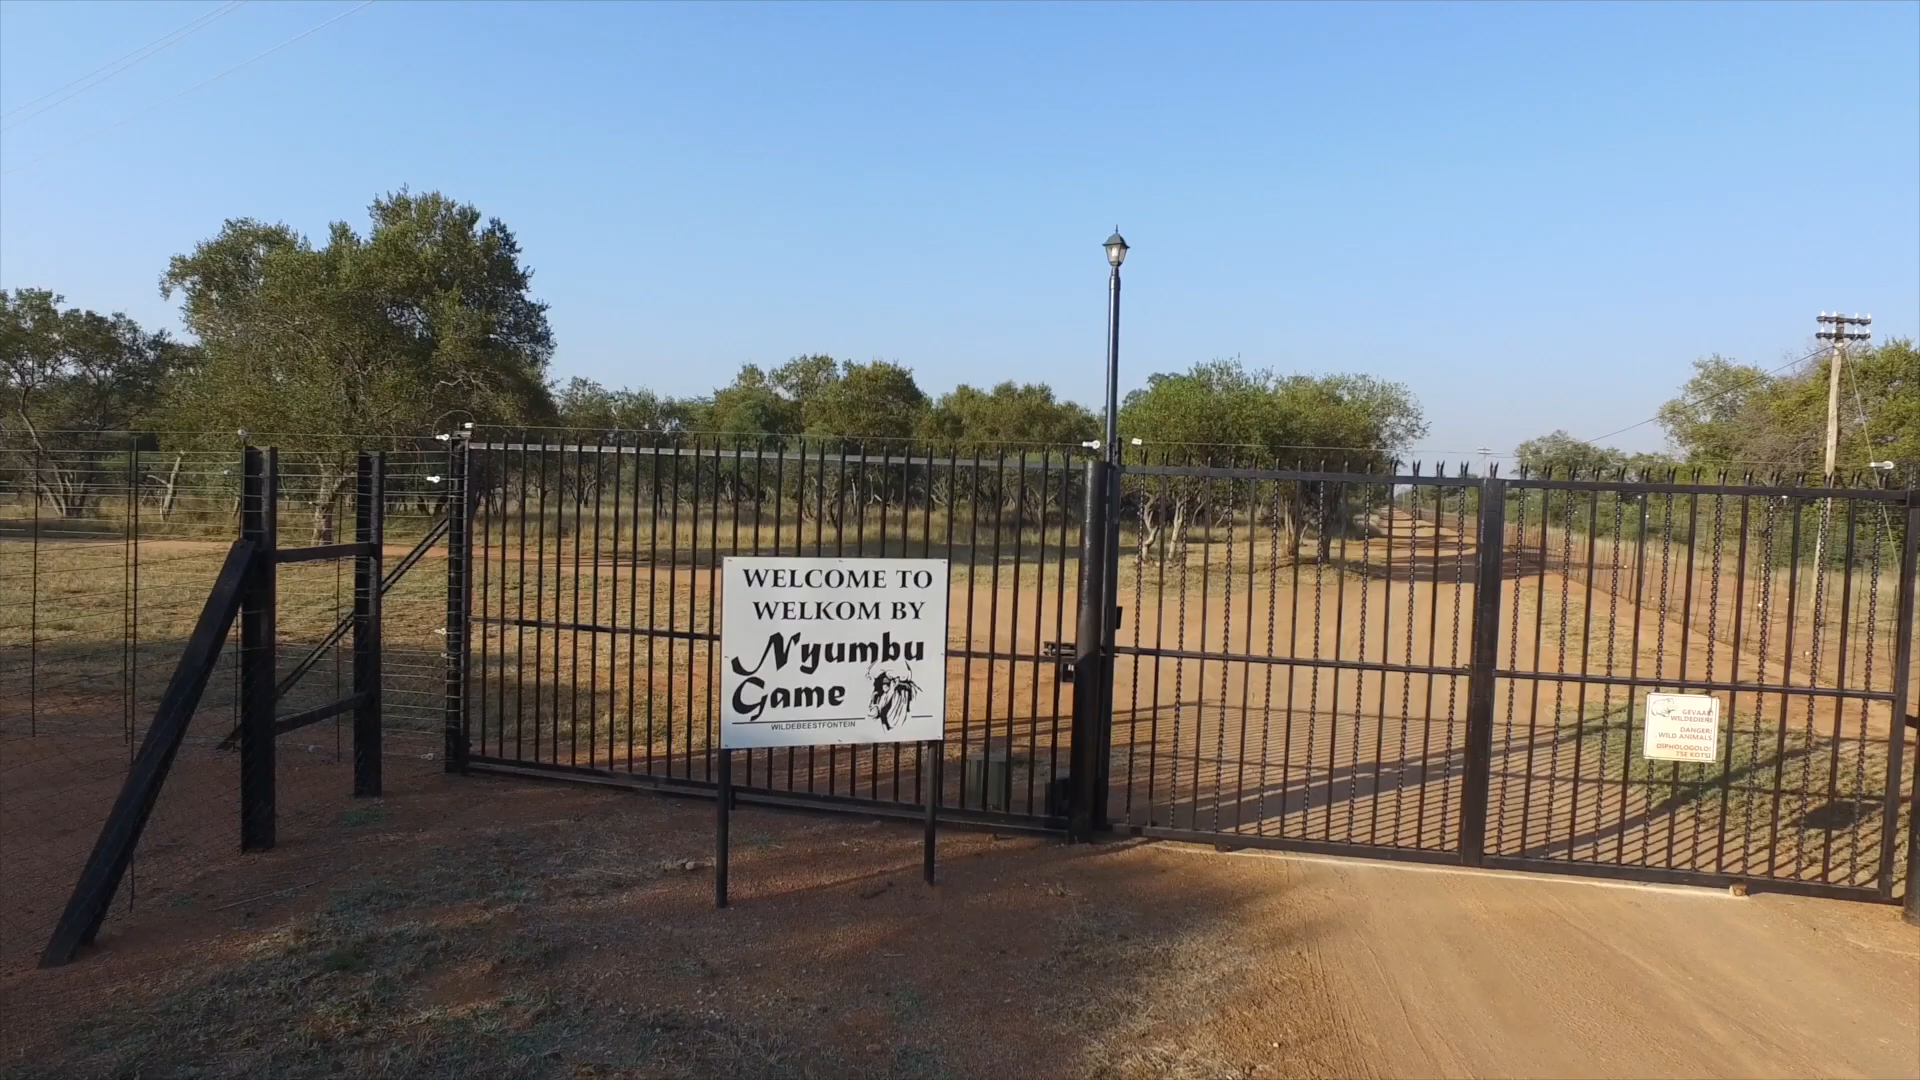 WELCOME TO
WELKOM BY
Nyumbu
Game
WILDEBEESTFONTEIN
GEVAAR!
WILDEDIERE
DANGER!
WILD ANIMALS
DIPHOLOGOLO!
TSE KOTSI